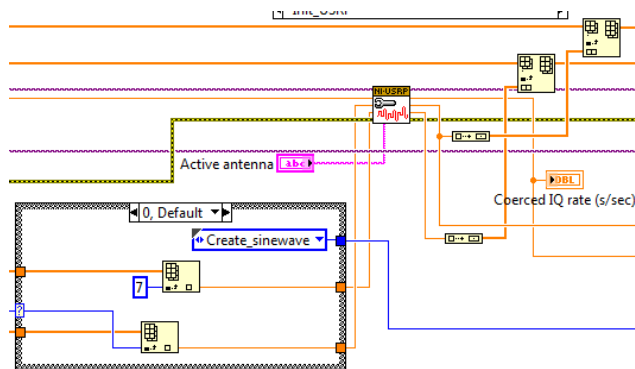 Init_USRP
NI-USRP
Active antenna
abc
DBL
Coerced IQ rate (s/sec)
0, Default
Create_sinewave
7
?